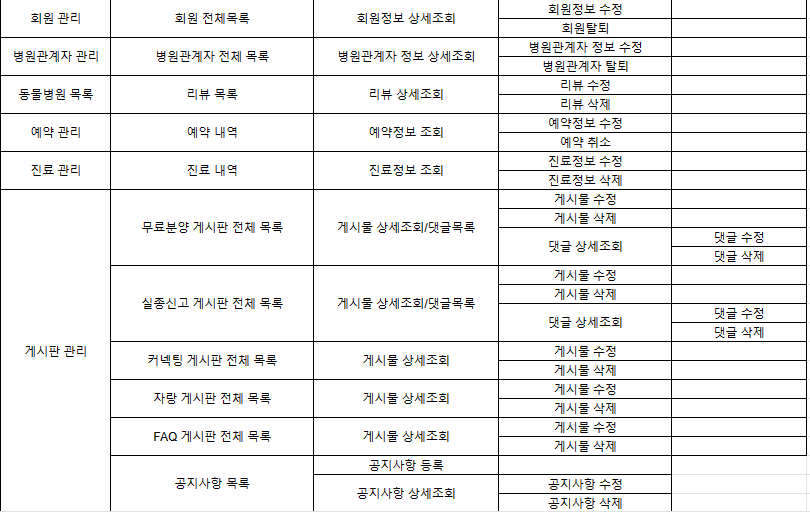 회원 관리
회원 전체목록
회원정보 상세조회
회원정보 수정
회원탈퇴
병원관계자 관리
병원관계자 전체 목록
병원관계자 정보 상세조회
병원관계자 정보 수정
병원관계자 탈퇴
동물병원 목록
리뷰 목록
리뷰 상세조회
리뷰 수정
리뷰 삭제
예약 관리
예약 내역
예약정보 조회
예약정보 수정
예약 취소
진료 관리
진료 내역
진료정보 조회
진료정보 수정
진료정보 삭제
게시판 관리
무료분양 게시판 전체 목록
게시물 상세조회/댓글목록
게시물 수정
게시물 삭제
댓글 상세조회
댓글 수정
댓글 삭제
실종신고 게시판 전체 목록
게시물 상세조회/댓글목록
게시물 수정
게시물 삭제
댓글 상세조회
댓글 수정
댓글 삭제
커넥팅 게시판 전체 목록
게시물 상세조회
게시물 수정
게시물 삭제
자랑 게시판 전체 목록
게시물 상세조회
게시물 수정
게시물 삭제
FAQ 게시판 전체 목록
게시물 상세조회
게시물 수정
게시물 삭제
공지사항 목록
공지사항 등록
공지사항 상세조회
공지사항 수정
공지사항 삭제